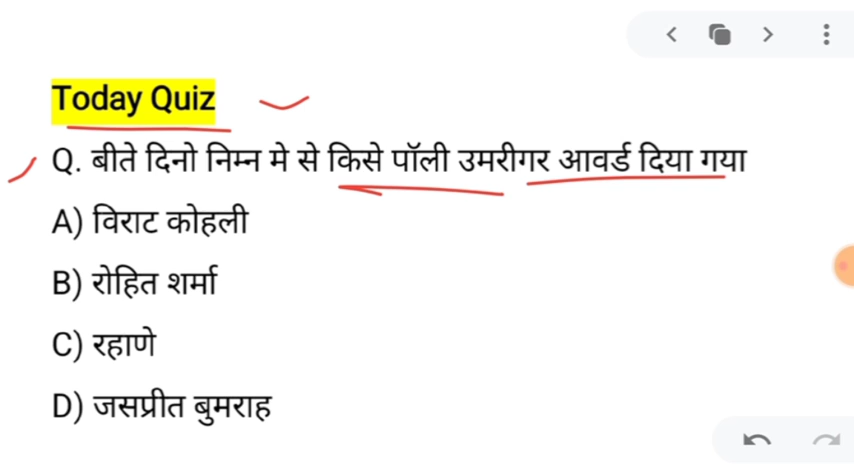 Today Quiz
Q. बीते दिनो निम्न मे से किसे पॉली उमरीगर आवर्ड दिया गया
A) विराट कोहली
B) रोहित शर्मा
C) रहाणे
D) जसप्रीत बुमराह